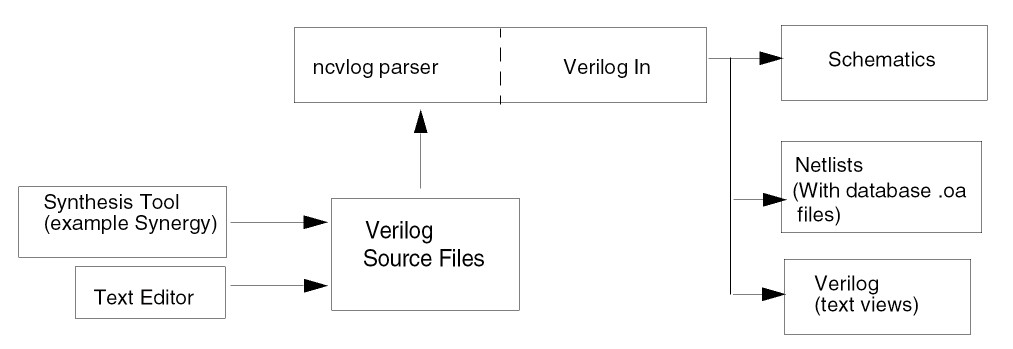 ncvlog parser
Verilog In
Schematics
Netlists
(With database .oa
files)
Synthesis Tool
(example Synergy)
Verilog
Source Files
Text Editor
Verilog
(text views)